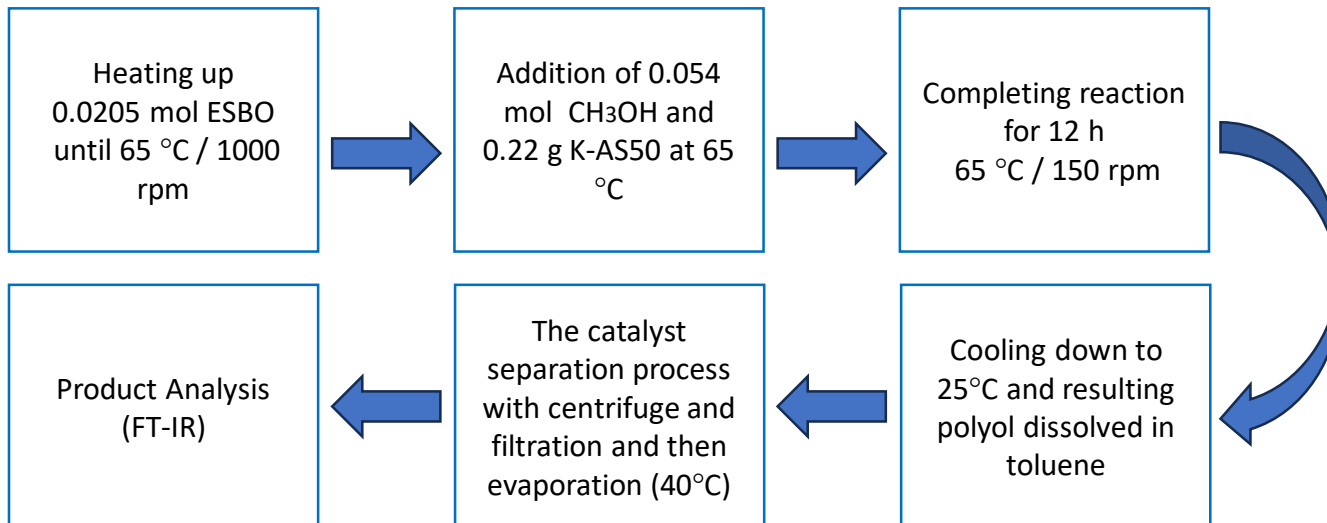 Heating up
0.0205 mol ESBO
until 65 °C / 1000
rpm
Addition of 0.054
mol CH3OH and
0.22 g K-AS50 at 65
°C
Completing reaction
for 12 h
65 °C / 150 rpm
Cooling down to
25°C and resulting
polyol dissolved in
toluene
The catalyst
separation process
with centrifuge and
filtration and then
evaporation (40°C)
Product Analysis
(FT-IR)